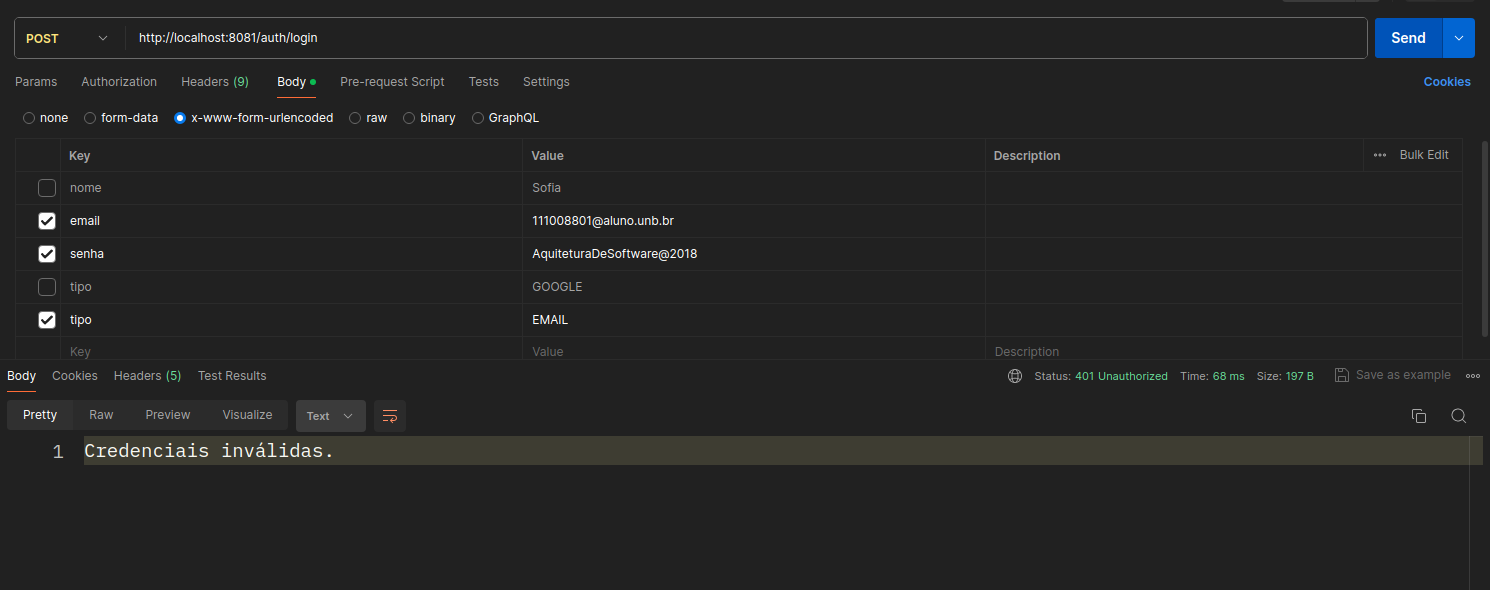 POST http://localhost:8081/auth/login Send
Params Authorization Headers (9) Body Pre-request Script Tests Settings Cookies
none form-data x-www-form-urlencoded raw binary GraphQL
Key Value Description Bulk Edit
nome Sofia
email 111008801@aluno.unb.br
senha AquiteturaDeSoftware@2018
tipo GOOGLE
tipo EMAIL
Key Value Description
Body Cookies Headers (5) Test Results Status: 401 Unauthorized Time: 68 ms Size: 197 B Save as example
Pretty Raw Preview Visualize Text
1 Credenciais inválidas.